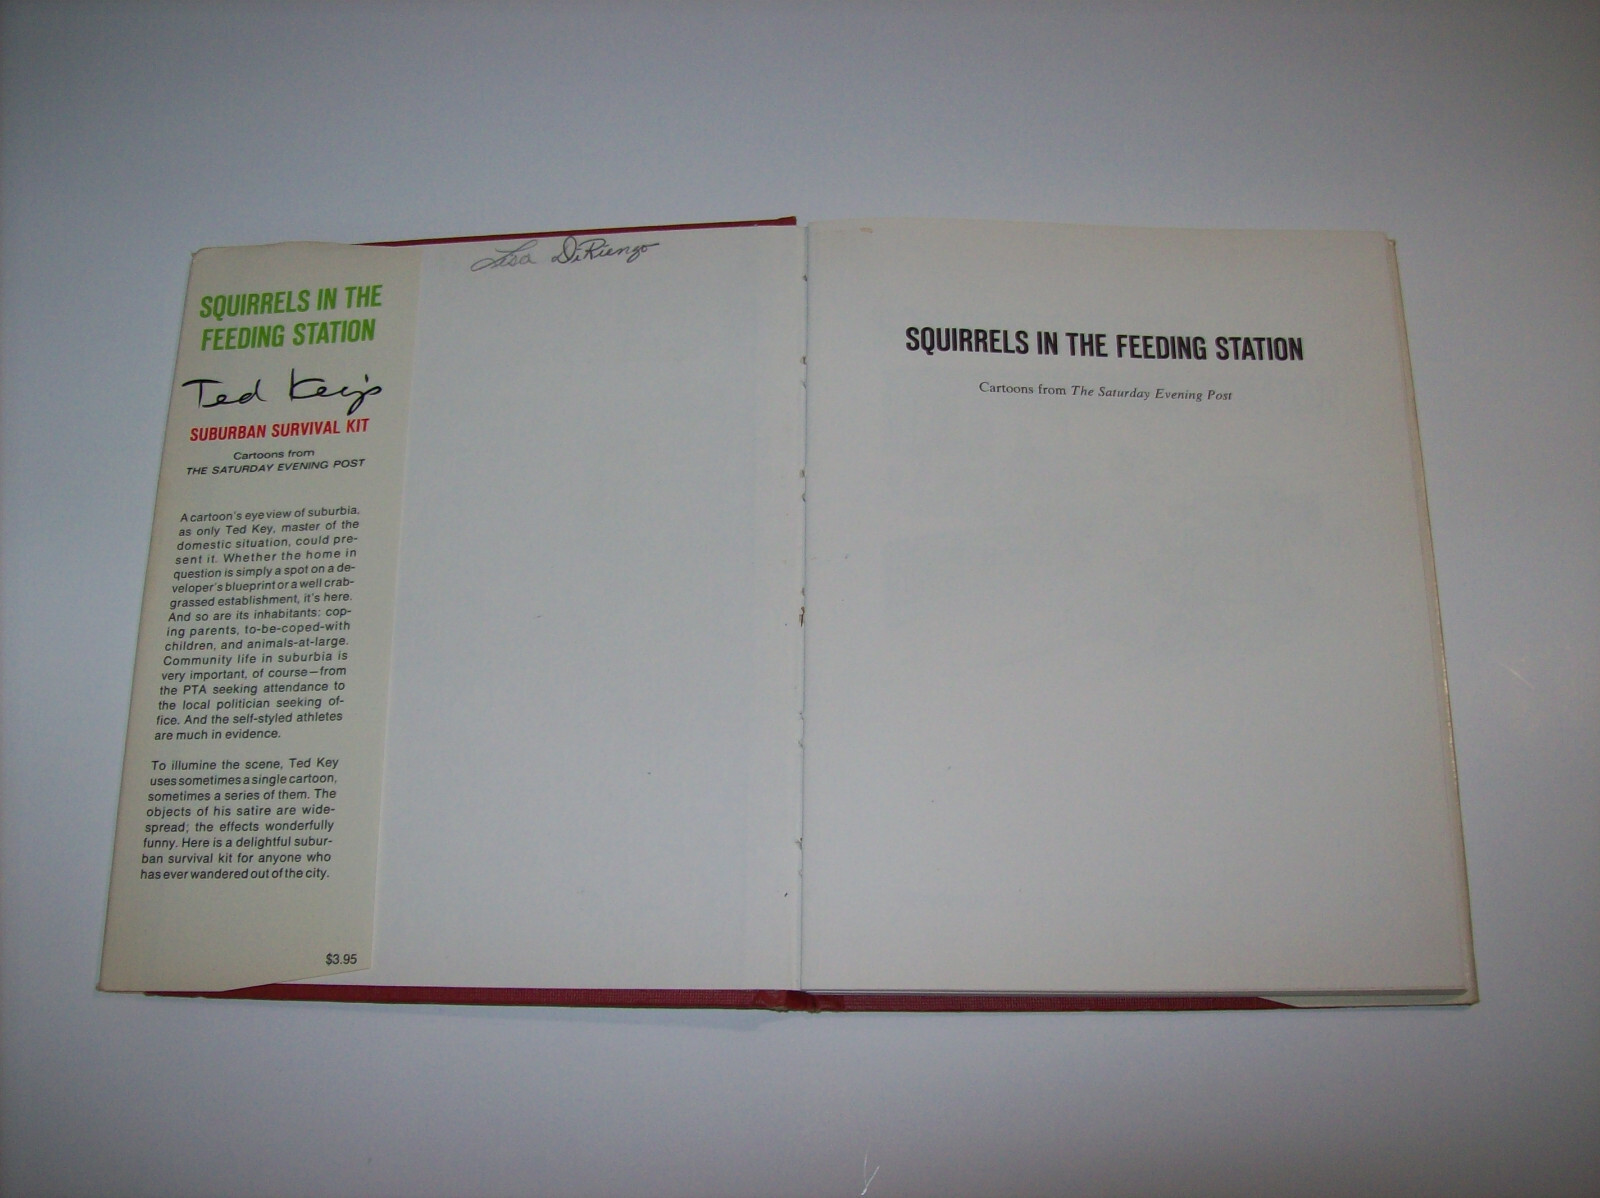 SQUIRRELS IN THE
FEEDING STATION
Ted Key's
SUBURBAN SURVIVAL KIT
Cartoons from
THE SATURDAY EVENING POST
A cartoon's eye view of suburbia,
as only Ted Key, master of the
domestic situation, could pre-
sent it. Whether the home in
question is simply a spot on a de-
veloper's blueprint or a well crab-
grassed establishment, it's here.
And so are its inhabitants: cop-
ing parents, to-be-coped-with
children, and animals-at-large.
Community life in suburbia is
very important, of course—from
the PTA seeking attendance to
the local politician seeking of-
fice. And the self-styled athletes
are much in evidence.
To illumine the scene, Ted Key
uses sometimes a single cartoon,
sometimes a series of them. The
objects of his satire are wide-
spread; the effects wonderfully
funny. Here is a delightful subur-
ban survival kit for anyone who
has ever wandered out of the city.
$3.95
Lisa DiRienzo
SQUIRRELS IN THE FEEDING STATION
Cartoons from The Saturday Evening Post